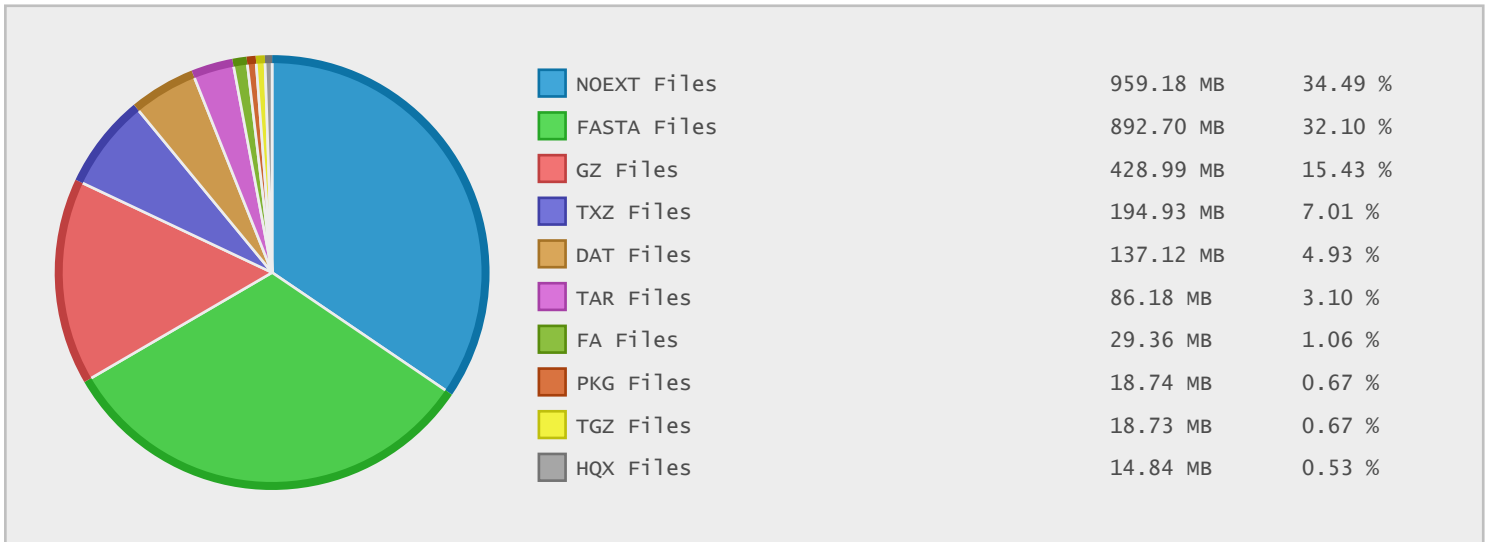 NOEXT Files 959.18 MB 34.49 %
FASTA Files 892.70 MB 32.10 %
GZ Files 428.99 MB 15.43 %
TXZ Files 194.93 MB 7.01 %
DAT Files 137.12 MB 4.93 %
TAR Files 86.18 MB 3.10 %
FA Files 29.36 MB 1.06 %
PKG Files 18.74 MB 0.67 %
TGZ Files 18.73 MB 0.67 %
HQX Files 14.84 MB 0.53 %